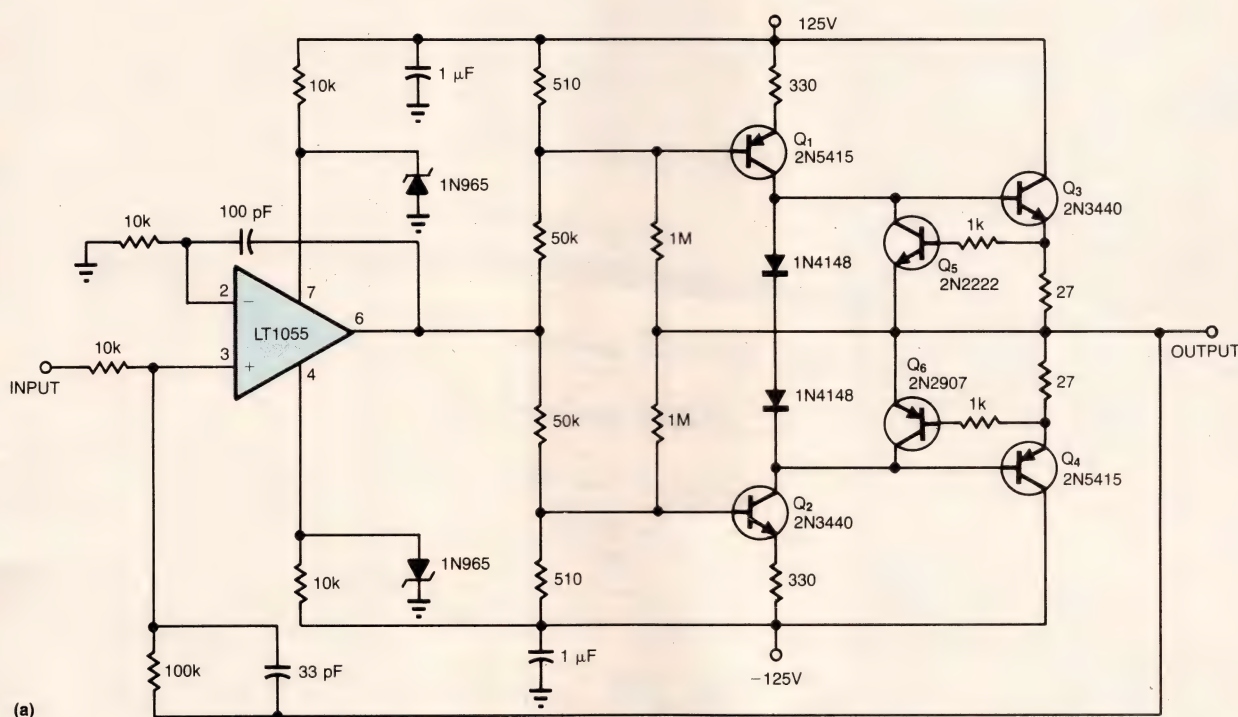 125V
10k
1 μF
510
330
Q1
2N5415
Q3
2N3440
1N965
10k
100 pF
50k
1M
1N4148
1k
Q5
2N2222
27
7
2
−
LT1055
6
10k
3
+
INPUT
4
OUTPUT
Q6
2N2907
27
1N4148
1k
50k
1M
Q4
2N5415
Q2
2N3440
1N965
10k
510
330
1 μF
−125V
100k
33 pF
(a)